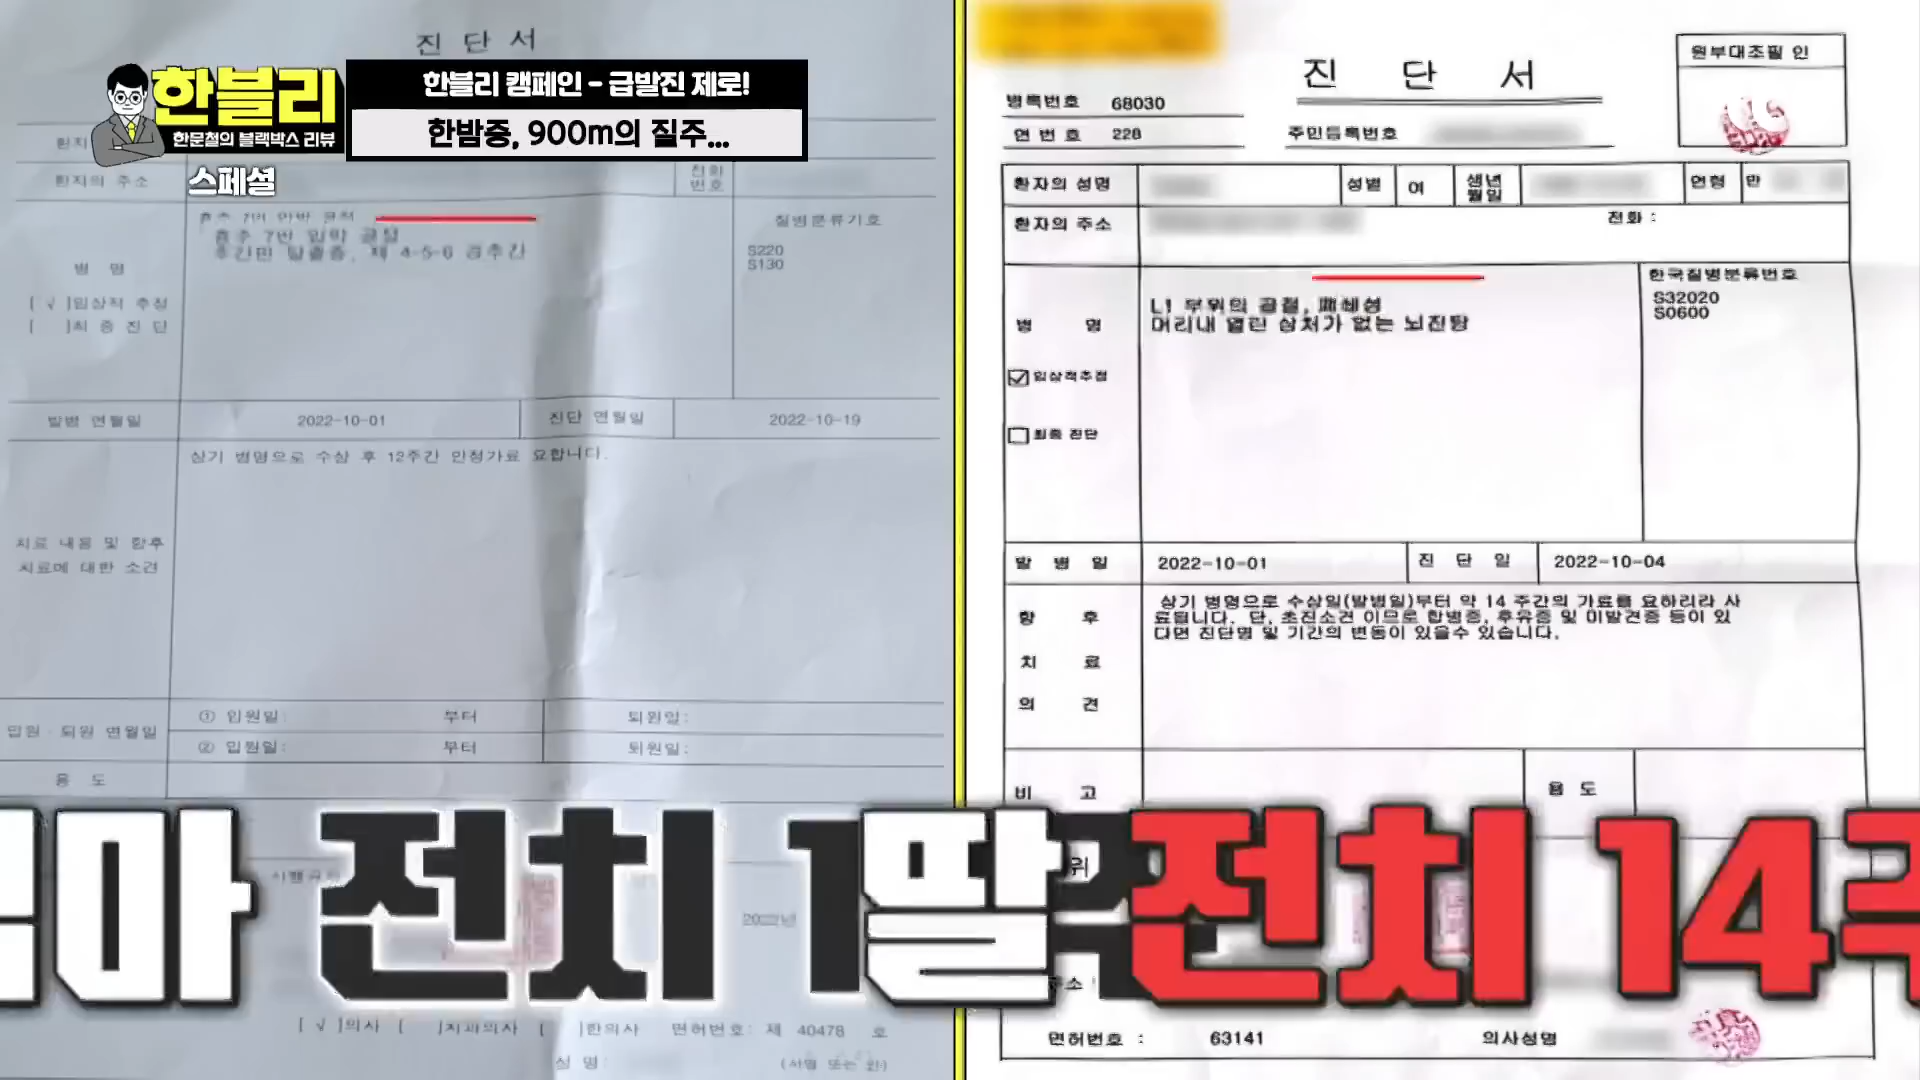 한블리
한문철의 블랙박스 리뷰
스페셜
한블리 캠페인 - 급발진 제로!
한밤중, 900m의 질주...
진 단 서
환자의 주소
전화
번호
질병분류기호
흉추 7번 압박 골절
추간판 탈출증, 제 4-5-6 경추간
S220
S130
병 명
[ √ ]임상적 추정
[ ]최 종 진 단
발병 연월일
2022-10-01
진단 연월일
2022-10-19
상기 병명으로 수상 후 12주간 안정가료 요합니다.
치료 내용 및 향후
치료에 대한 소견
입원·퇴원 연월일
① 입원일: 부터 퇴원일:
② 입원일: 부터 퇴원일:
용 도
2022년
[ √ ]의사 [ ]치과의사 [ ]한의사 면허번호: 제 40478 호
성 명:
(서명 또는 인)
진 단 서
원부대조필 인
병록번호 68030
연 번 호 228
주민등록번호
환자의 성명
성별 여
생년
월일
연령 만
환자의 주소
전화 :
한국질병분류번호
S32020
S0600
병 명
L1 부위의 골절, 폐쇄성
머리내 열린 상처가 없는 뇌진탕
임상적추정
최종 진단
발 병 일
2022-10-01
진 단 일
2022-10-04
향 후
치 료
의 견
상기 병명으로 수상일(발병일)부터 약 14 주간의 가료를 요하리라 사
료됩니다. 단, 초진소견 이므로 합병증, 후유증 및 미발견증 등이 있
다면 진단명 및 기간의 변동이 있을수 있습니다.
비 고
용 도
마 전치 1
딸 전치 14주
면허번호 : 63141
의사성명